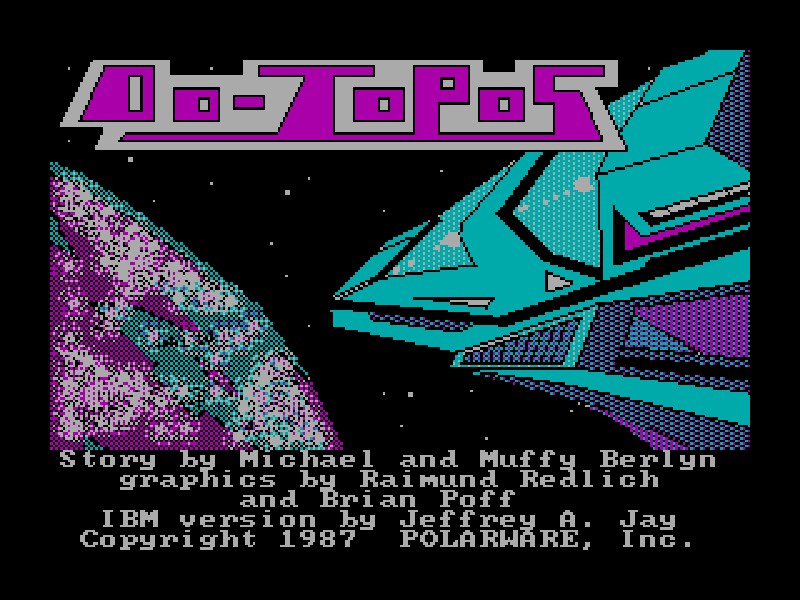 Oo-Topos
Story by Michael and Muffy Berlyn
graphics by Raimund Redlich
and Brian Poff
IBM version by Jeffrey A. Jay
Copyright 1987 POLARWARE, Inc.